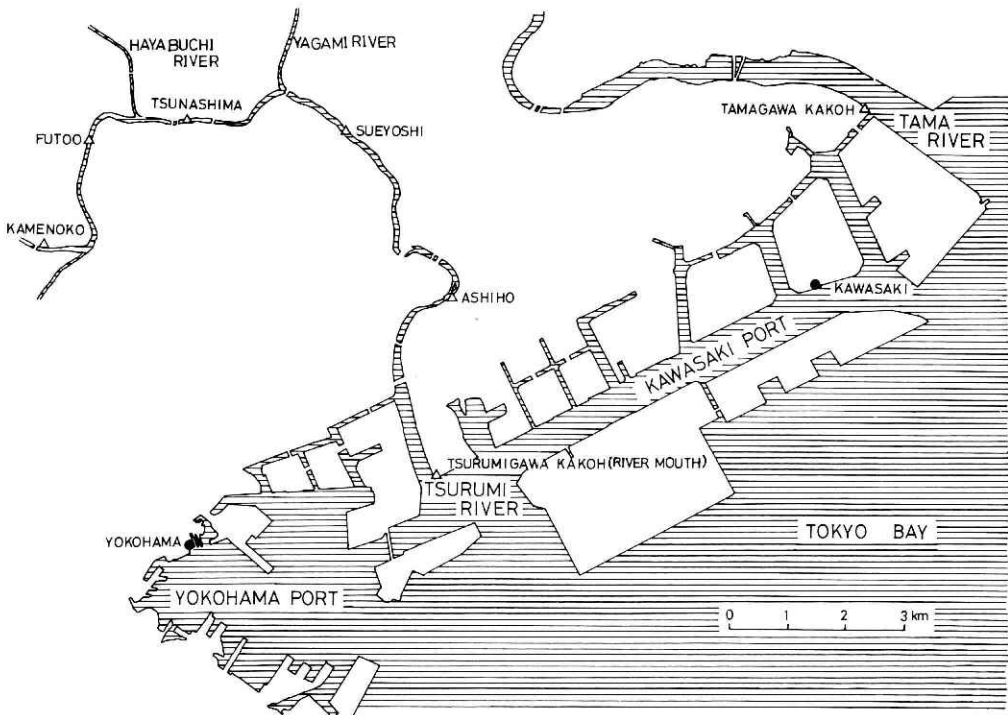 HAYABUCHI
RIVER
YAGAMI RIVER
TSUNASHIMA
FUTOO
SUEYOSHI
KAMENOKO
ASHIHO
TAMAGAWA KAKOH
TAMA
RIVER
KAWASAKI
KAWASAKI PORT
TSURUMIGAWA KAKOH (RIVER MOUTH)
TSURUMI
RIVER
TOKYO BAY
YOKOHAMA
YOKOHAMA PORT
0 1 2 3 km